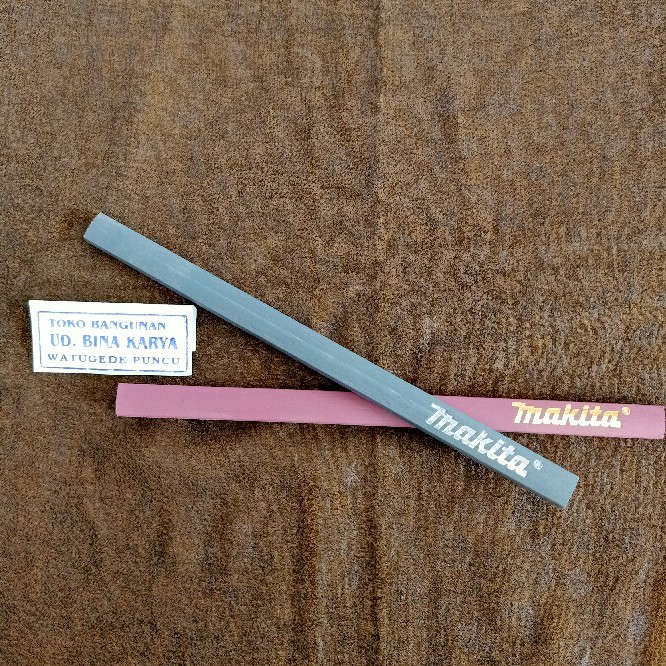 TOKO BANGUNAN
UD. BINA KARYA
WATUGEDE PUNCU
makita®
makita®